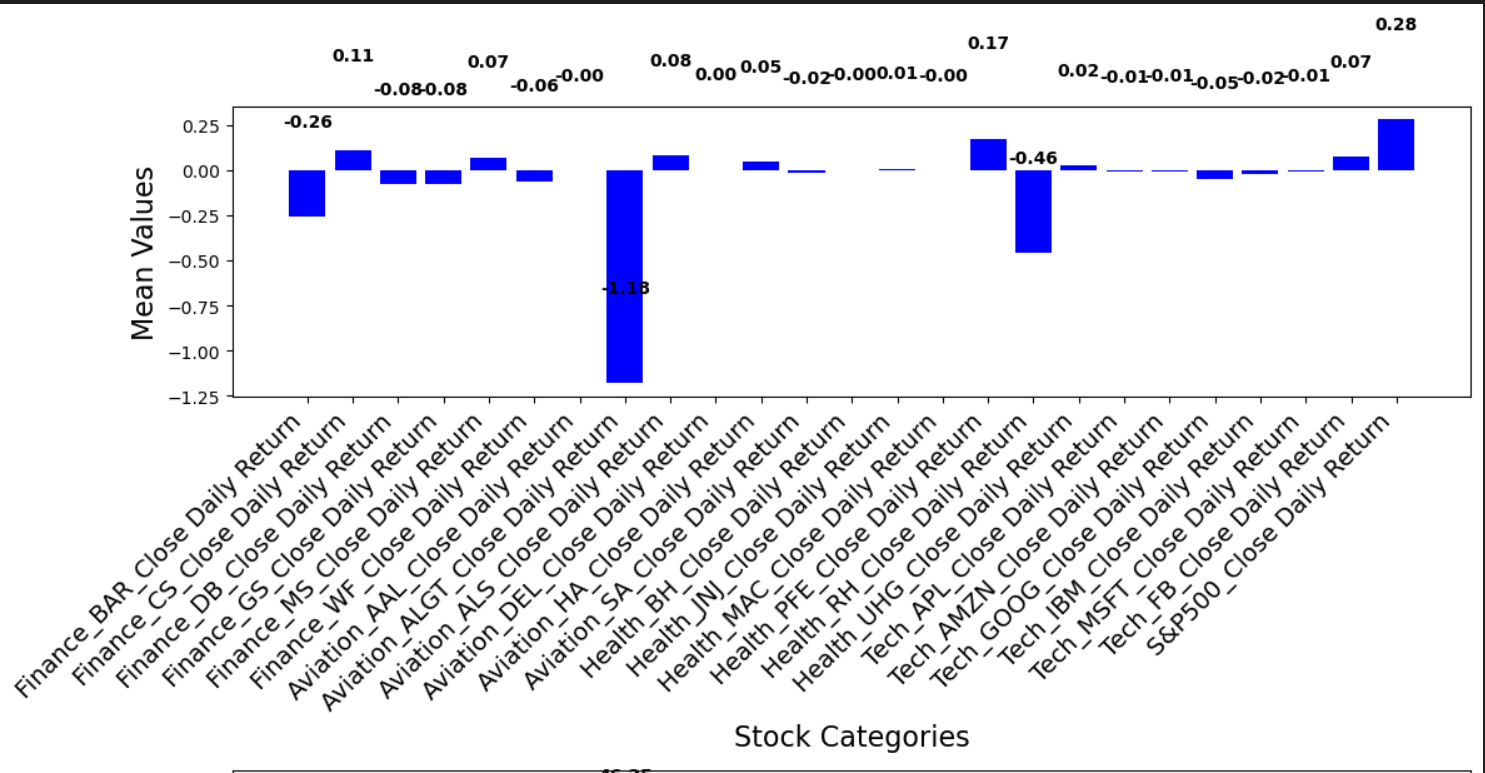 0.28
0.17
0.11
0.07
0.08
0.05
0.07
-0.08
-0.08
-0.06
-0.00
0.00
-0.02
-0.00
0.01
-0.00
0.02
-0.01
-0.01
-0.05
-0.02
-0.01
-0.26
-0.46
-1.18
0.25
0.00
−0.25
−0.50
−0.75
−1.00
−1.25
Mean Values
Finance_BAR_Close Daily Return
Finance_CS_Close Daily Return
Finance_DB_Close Daily Return
Finance_GS_Close Daily Return
Finance_MS_Close Daily Return
Finance_WF_Close Daily Return
Aviation_AAL_Close Daily Return
Aviation_ALGT_Close Daily Return
Aviation_ALS_Close Daily Return
Aviation_DEL_Close Daily Return
Aviation_HA_Close Daily Return
Aviation_SA_Close Daily Return
Health_BH_Close Daily Return
Health_JNJ_Close Daily Return
Health_MAC_Close Daily Return
Health_PFE_Close Daily Return
Health_RH_Close Daily Return
Health_UHG_Close Daily Return
Tech_APL_Close Daily Return
Tech_AMZN_Close Daily Return
Tech_GOOG_Close Daily Return
Tech_IBM_Close Daily Return
Tech_MSFT_Close Daily Return
Tech_FB_Close Daily Return
S&P500_Close Daily Return
Stock Categories